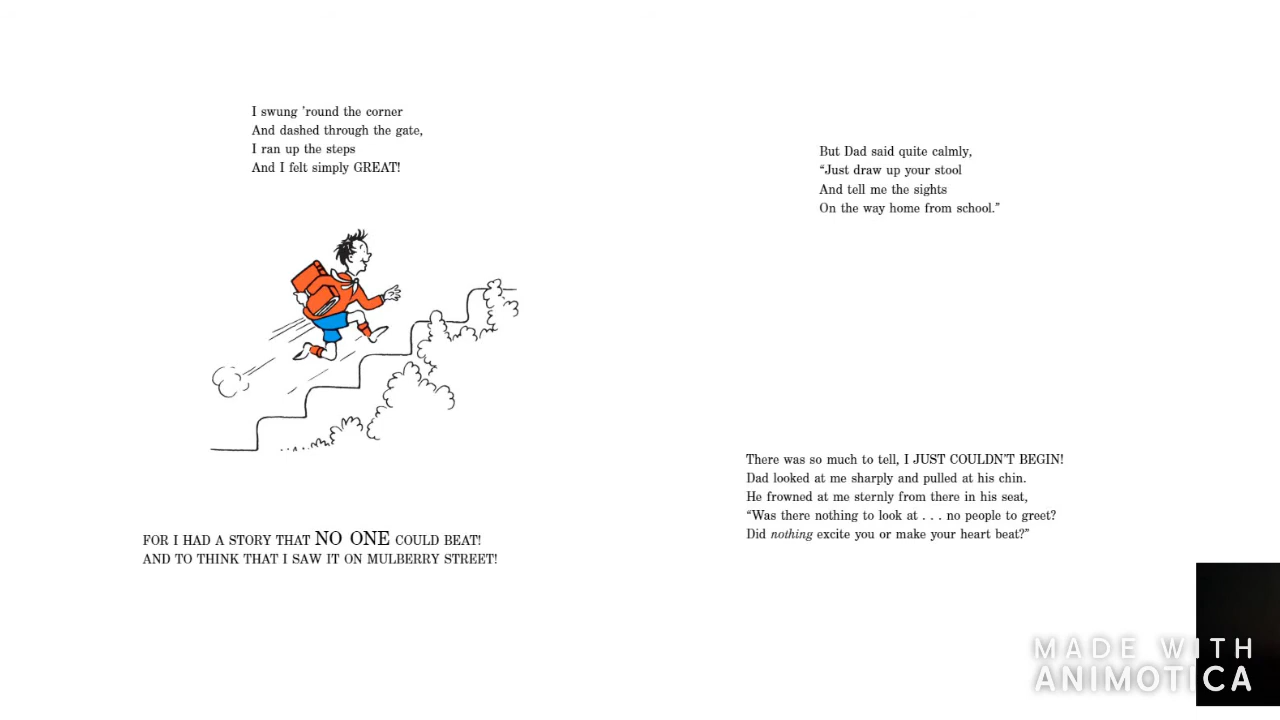 I swung ’round the corner
And dashed through the gate,
I ran up the steps
And I felt simply GREAT!
FOR I HAD A STORY THAT NO ONE COULD BEAT!
AND TO THINK THAT I SAW IT ON MULBERRY STREET!
But Dad said quite calmly,
“Just draw up your stool
And tell me the sights
On the way home from school.”
There was so much to tell, I JUST COULDN’T BEGIN!
Dad looked at me sharply and pulled at his chin.
He frowned at me sternly from there in his seat,
“Was there nothing to look at . . . no people to greet?
Did nothing excite you or make your heart beat?”
MADE WITH
ANIMOTICA